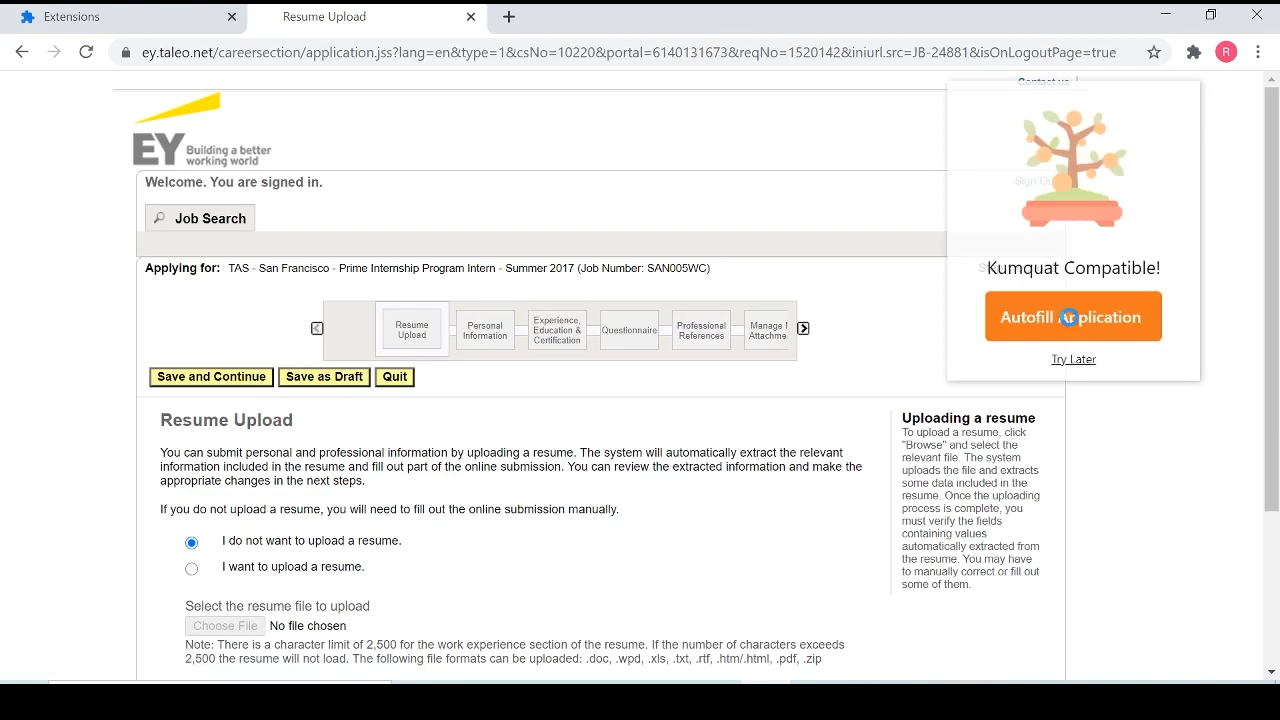 Extensions
Resume Upload
ey.taleo.net/careersection/application.jss?lang=en&type=1&csNo=10220&portal=6140131673&reqNo=1520142&iniurl.src=JB-24881&isOnLogoutPage=true
R
Contact us
EY Building a better
working world
Welcome. You are signed in.
Sign Ou
Job Search
Applying for: TAS - San Francisco - Prime Internship Program Intern - Summer 2017 (Job Number: SAN005WC)
Kumquat Compatible!
Autofill Application
Try Later
Resume
Upload
Personal
Information
Experience,
Education &
Certification
Questionnaire
Professional
References
Manage
Attachme
Save and Continue
Save as Draft
Quit
Resume Upload
You can submit personal and professional information by uploading a resume. The system will automatically extract the relevant
information included in the resume and fill out part of the online submission. You can review the extracted information and make the
appropriate changes in the next steps.
If you do not upload a resume, you will need to fill out the online submission manually.
I do not want to upload a resume.
I want to upload a resume.
Select the resume file to upload
Choose File No file chosen
Note: There is a character limit of 2,500 for the work experience section of the resume. If the number of characters exceeds
2,500 the resume will not load. The following file formats can be uploaded: .doc, .wpd, .xls, .txt, .rtf, .htm/.html, .pdf, .zip
Uploading a resume
To upload a resume, click
"Browse" and select the
relevant file. The system
uploads the file and extracts
some data included in the
resume. Once the uploading
process is complete, you
must verify the fields
containing values
automatically extracted from
the resume. You may have
to manually correct or fill out
some of them.